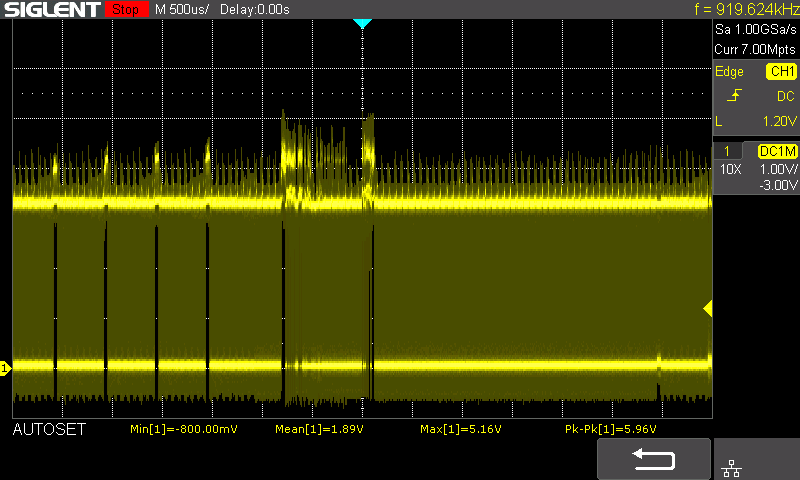 SIGLENT Stop M 500us/ Delay:0.00s f = 919.624kHz
Sa 1.00GSa/s
Curr 7.00Mpts
Edge CH1
DC
L 1.20V
1 DC1M
10X 1.00V/
-3.00V
1
AUTOSET Min[1]=-800.00mV Mean[1]=1.89V Max[1]=5.16V Pk-Pk[1]=5.96V